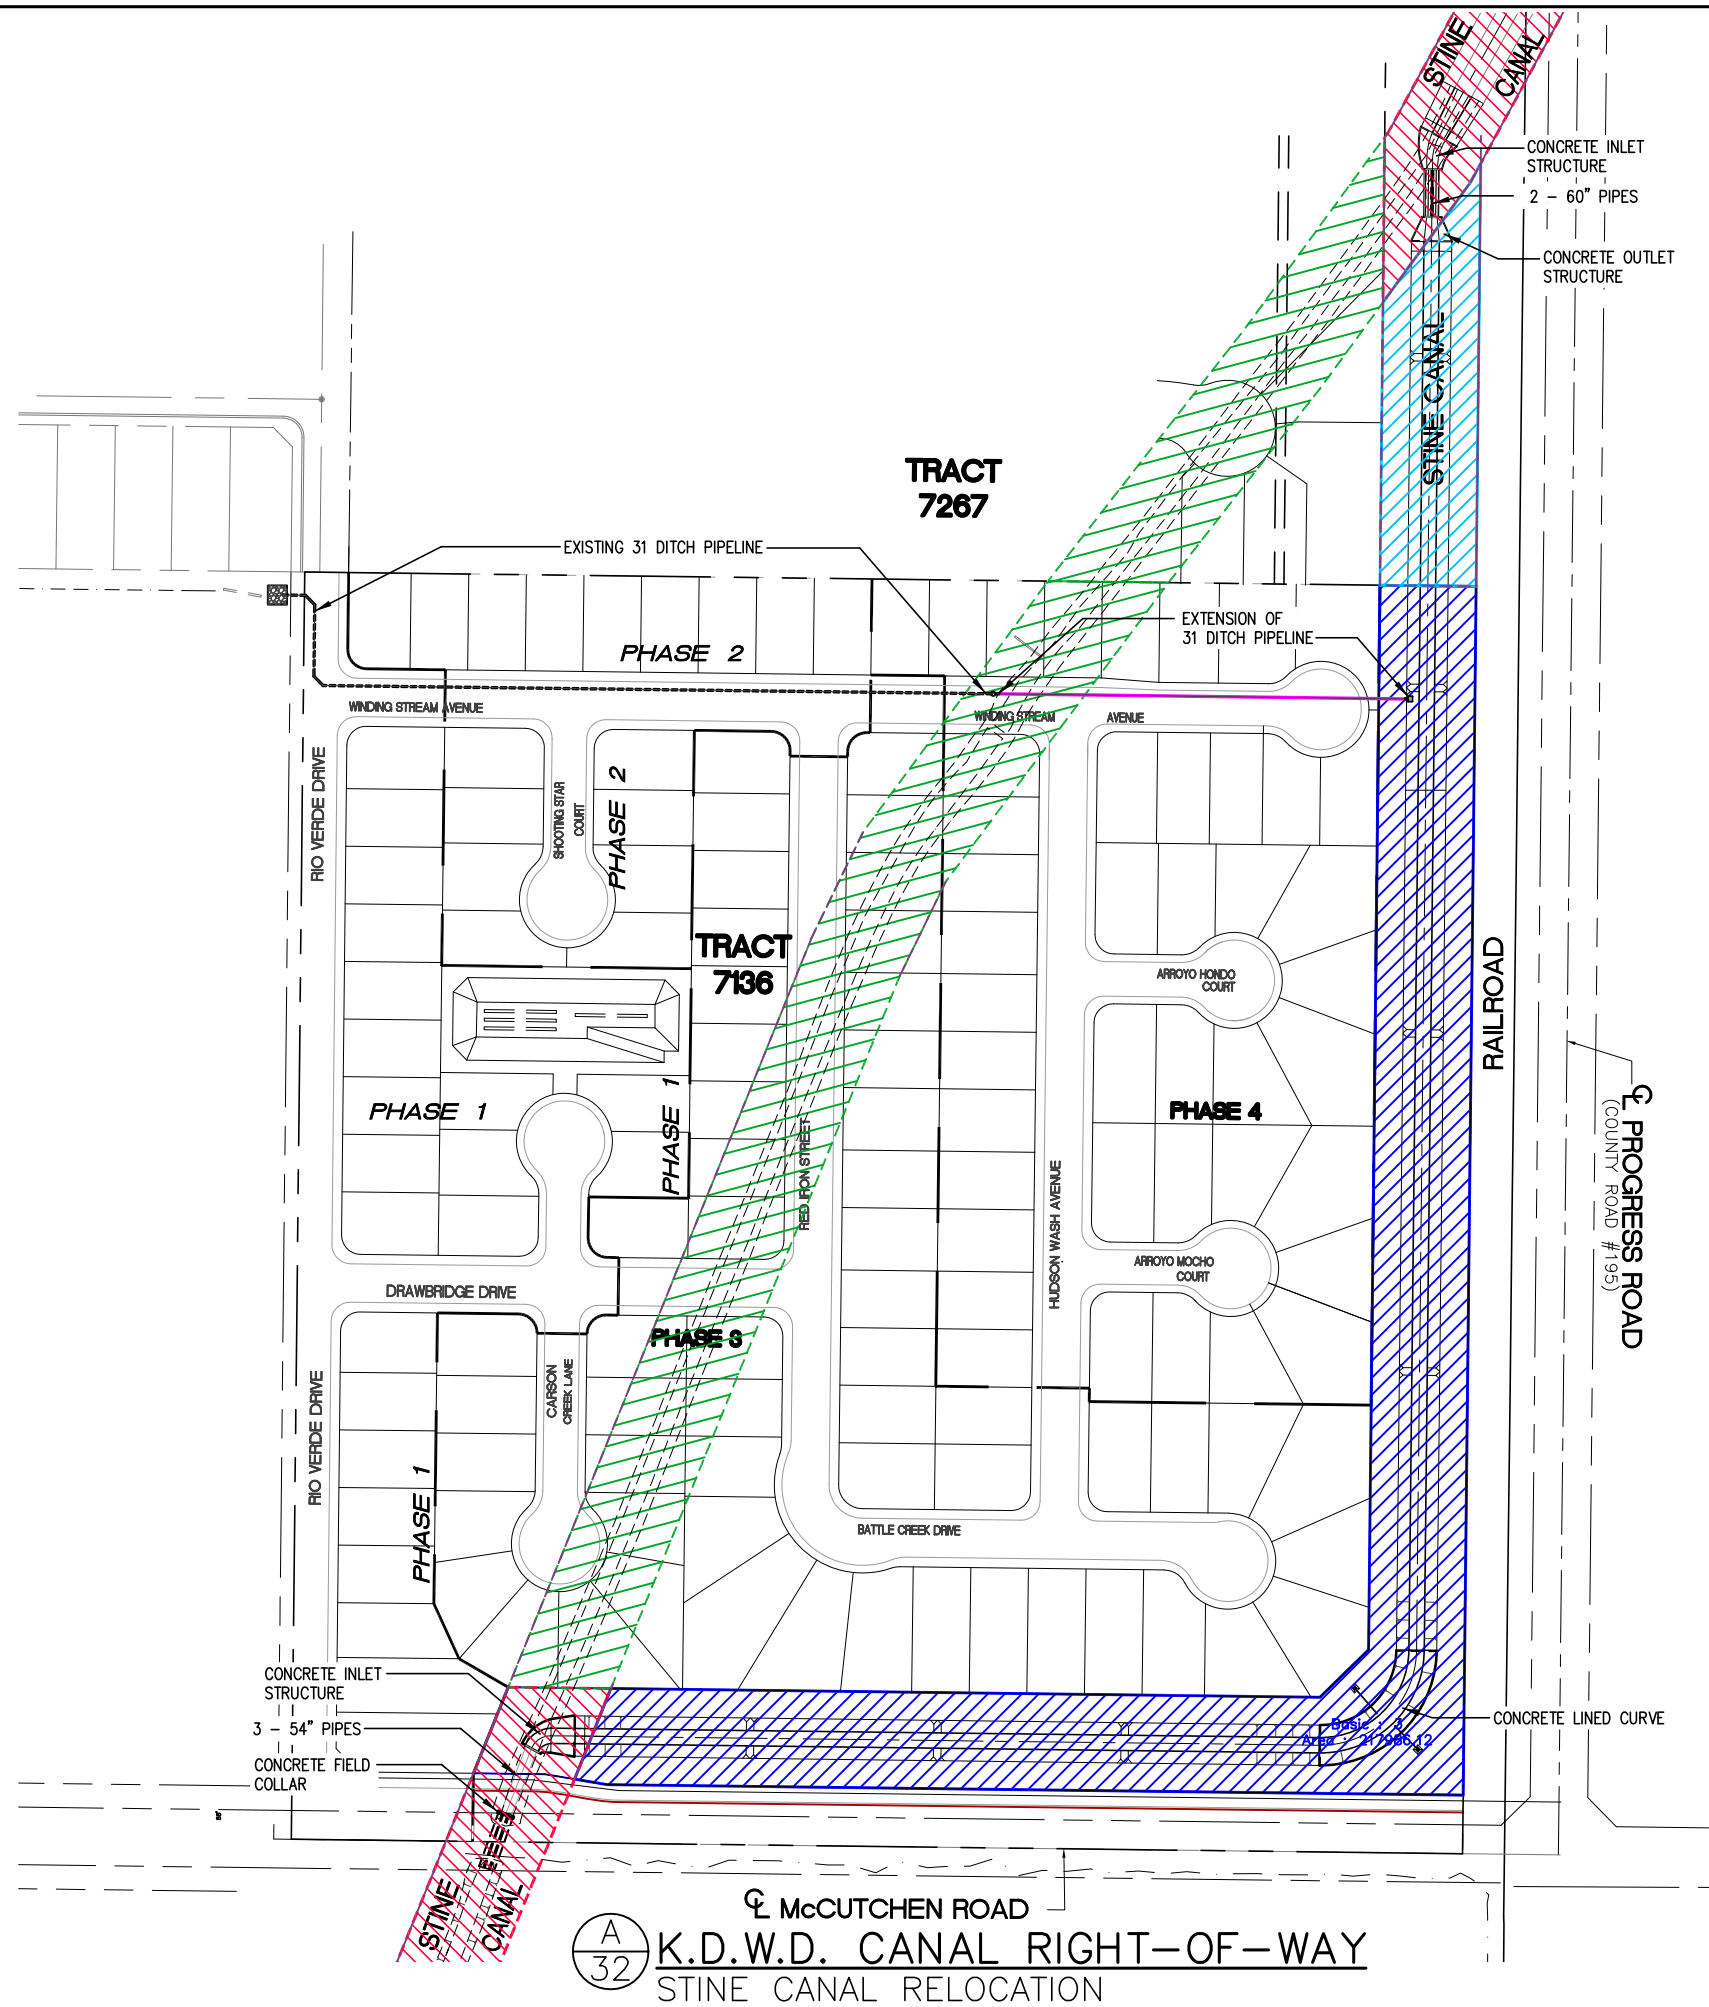 STINE
CANAL
CONCRETE INLET
STRUCTURE
2 - 60" PIPES
CONCRETE OUTLET
STRUCTURE
STINE CANAL
TRACT
7267
EXISTING 31 DITCH PIPELINE
EXTENSION OF
31 DITCH PIPELINE
PHASE 2
WINDING STREAM AVENUE
WINDING STREAM
AVENUE
RIO VERDE DRIVE
SHOOTING STAR
COURT
PHASE 2
TRACT
7136
ARROYO HONDO
COURT
RAILROAD
PHASE 1
PHASE 1
RED IRON STREET
PHASE 4
℄ PROGRESS ROAD
(COUNTY ROAD #195)
HUDSON WASH AVENUE
ARROYO MOCHO
COURT
DRAWBRIDGE DRIVE
PHASE 3
CARSON
CREEK LANE
RIO VERDE DRIVE
PHASE 1
BATTLE CREEK DRIVE
CONCRETE INLET
STRUCTURE
3 - 54" PIPES
CONCRETE FIELD
COLLAR
Basic : 3
Area : 217986.12
CONCRETE LINED CURVE
STINE
CANAL
℄ McCUTCHEN ROAD
A
32
K.D.W.D. CANAL RIGHT-OF-WAY
STINE CANAL RELOCATION